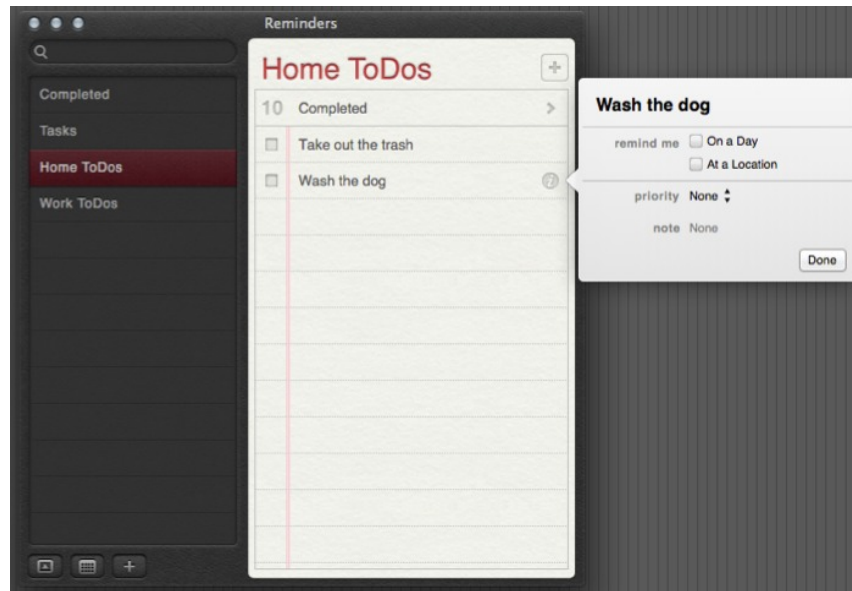 Reminders
Completed
Tasks
Home ToDos
Work ToDos
Home ToDos
10 Completed
Take out the trash
Wash the dog
Wash the dog
remind me On a Day
At a Location
priority None
note None
Done